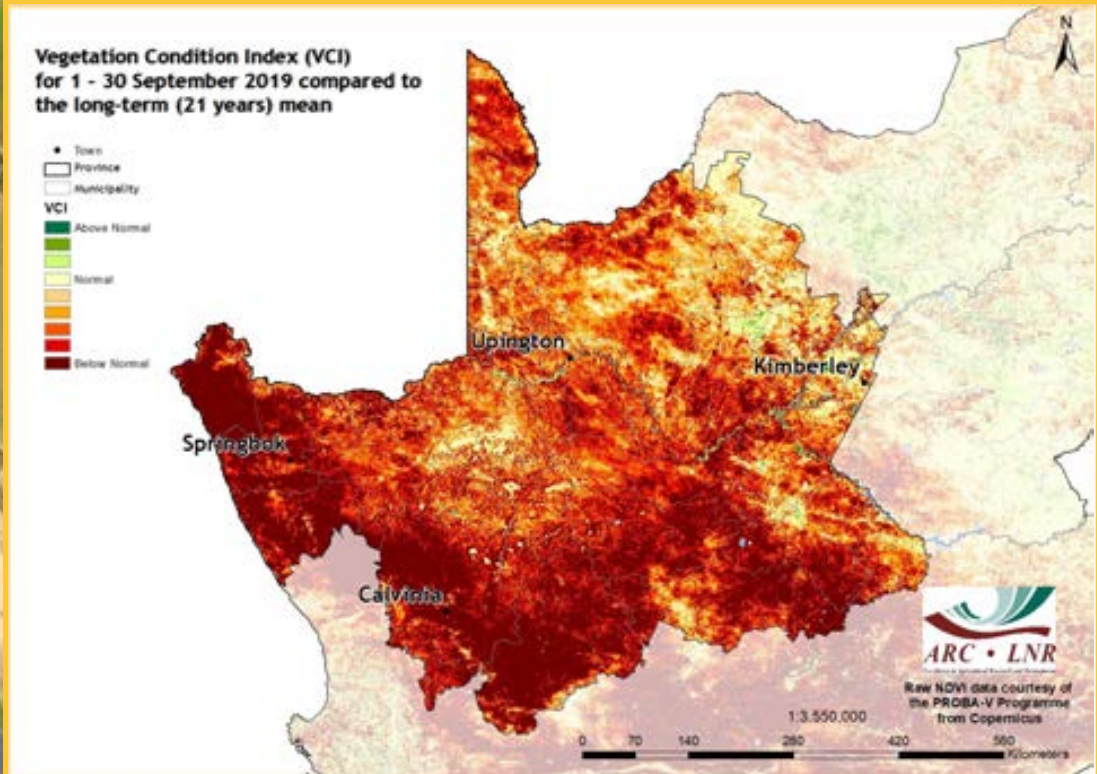 Vegetation Condition Index (VCI)
for 1 - 30 September 2019 compared to
the long-term (21 years) mean
N
Town
Province
Municipality
VCI
Above Normal
Normal
Below Normal
Upington
Kimberley
Springbok
Calvinia
ARC • LNR
Raw NDVI data courtesy of
the PROBA-V Programme
from Copernicus
1:3.550,000
0 70 140 280 420 560
Kilometers